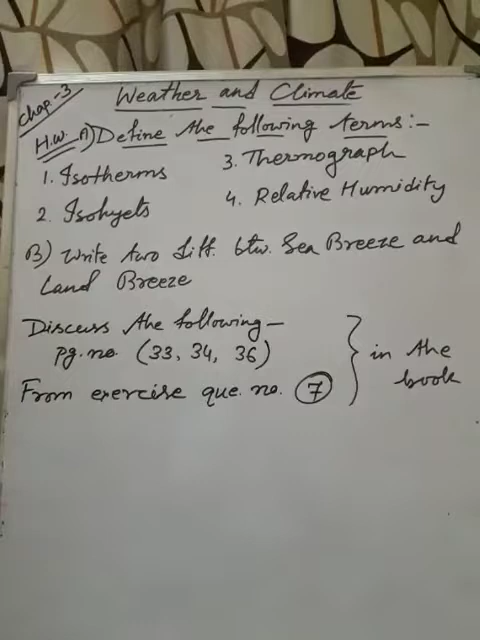 Chap:-3
Weather and Climate
H.W. A) Define the following terms:-
1. Isotherms
2. Isohyets
3. Thermograph
4. Relative Humidity
B) Write two diff. btw. Sea Breeze and
Land Breeze
Discuss the following-
pg. no. (33, 34, 36)
From exercise que. no. 7
} in the
book